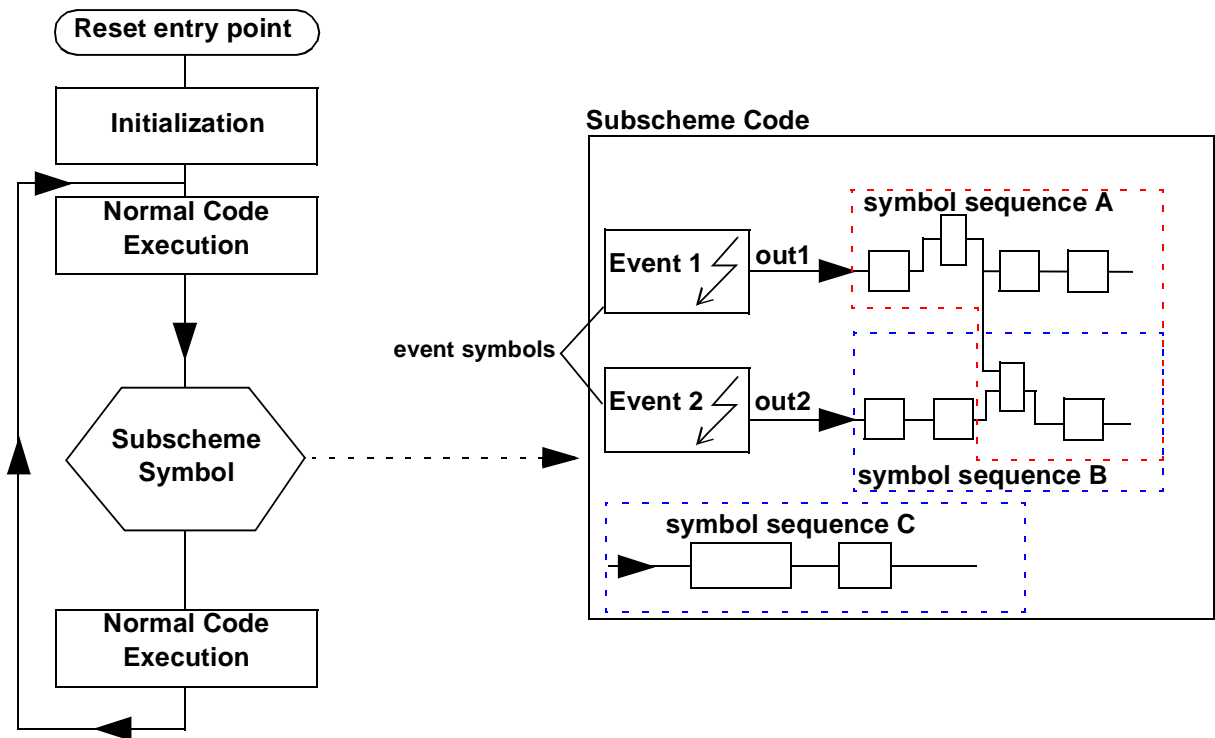 Reset entry point
Initialization
Normal Code
Execution
Subscheme
Symbol
Normal Code
Execution
Subscheme Code
event symbols
Event 1
out1
symbol sequence A
Event 2
out2
symbol sequence B
symbol sequence C